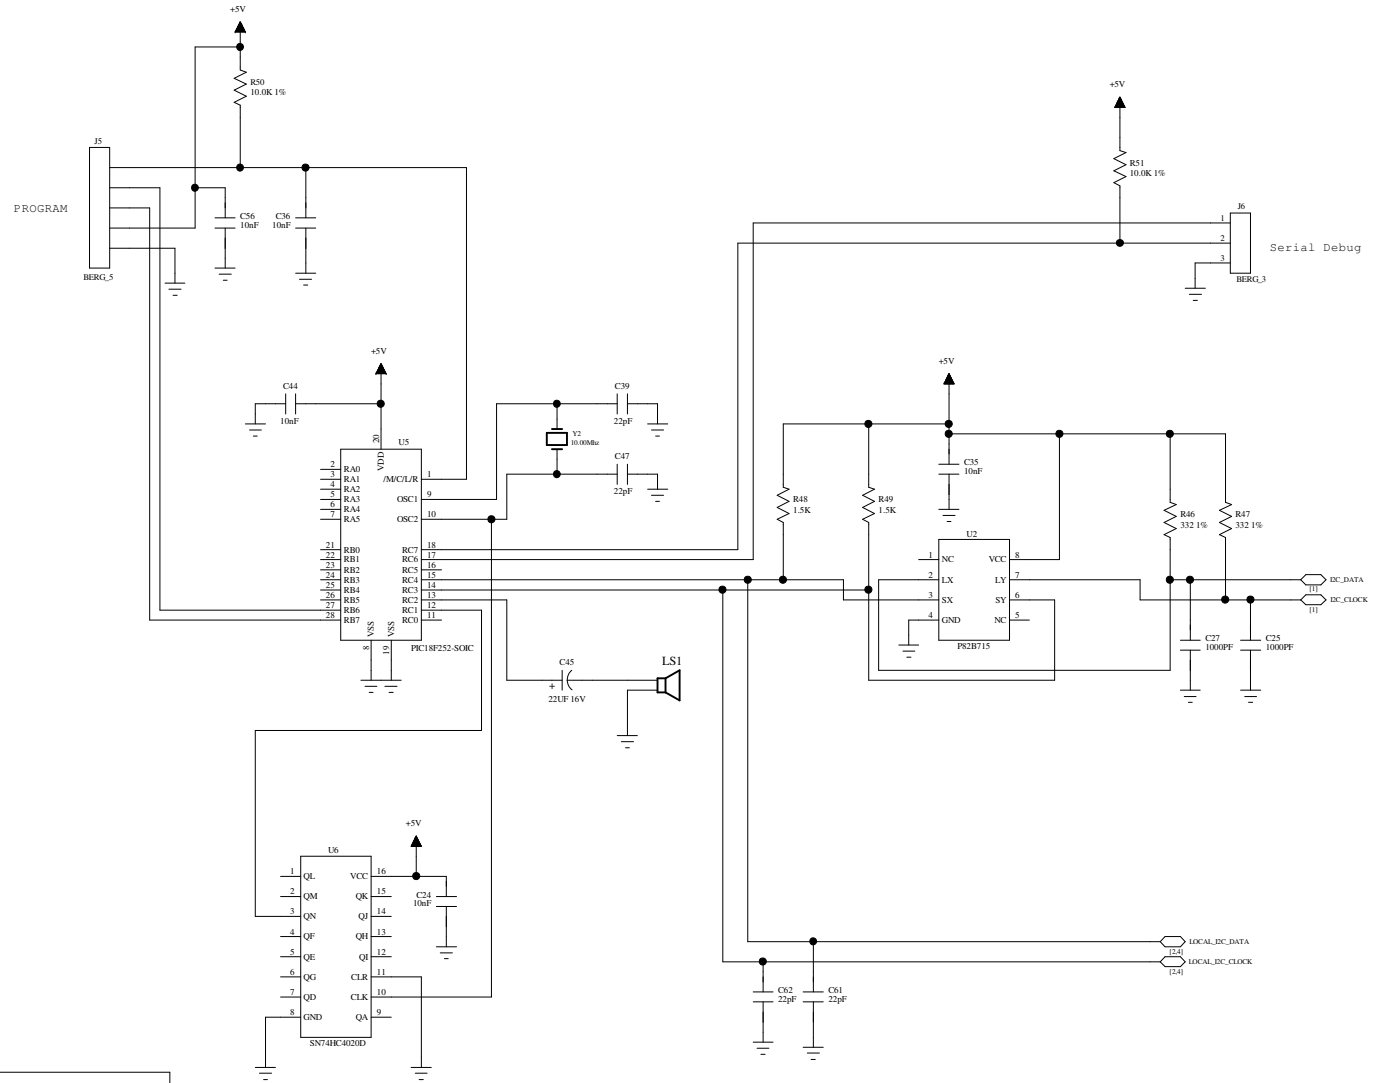 +5V
R50
10.0K 1%
J5
PROGRAM
C56
10nF
C36
10nF
BERG_5
+5V
R51
10.0K 1%
J6
1
2
3
Serial Debug
BERG_3
+5V
C44
10nF
C39
22pF
Y2
10.00Mhz
C47
22pF
20
U5
VDD
2 RA0
3 RA1
4 RA2
5 RA3
6 RA4
7 RA5
21 RB0
22 RB1
23 RB2
24 RB3
25 RB4
26 RB5
27 RB6
28 RB7
/M/C/L/R 1
OSC1 9
OSC2 10
RC7 18
RC6 17
RC5 16
RC4 15
RC3 14
RC2 13
RC1 12
RC0 11
VSS
VSS
8
19
PIC18F252-SOIC
C45
+
22UF 16V
LS1
+5V
C35
10nF
R48
1.5K
R49
1.5K
R46
332 1%
R47
332 1%
U2
1 NC
2 LX
3 SX
4 GND
VCC 8
LY 7
SY 6
NC 5
P82B715
I2C_DATA
[1]
I2C_CLOCK
[1]
C27
1000PF
C25
1000PF
+5V
U6
1 QL
2 QM
3 QN
4 QF
5 QE
6 QG
7 QD
8 GND
VCC 16
QK 15
QJ 14
QH 13
QI 12
CLR 11
CLK 10
QA 9
SN74HC4020D
C24
10nF
LOCAL_I2C_DATA
[2,4]
LOCAL_I2C_CLOCK
[2,4]
C62
22pF
C61
22pF